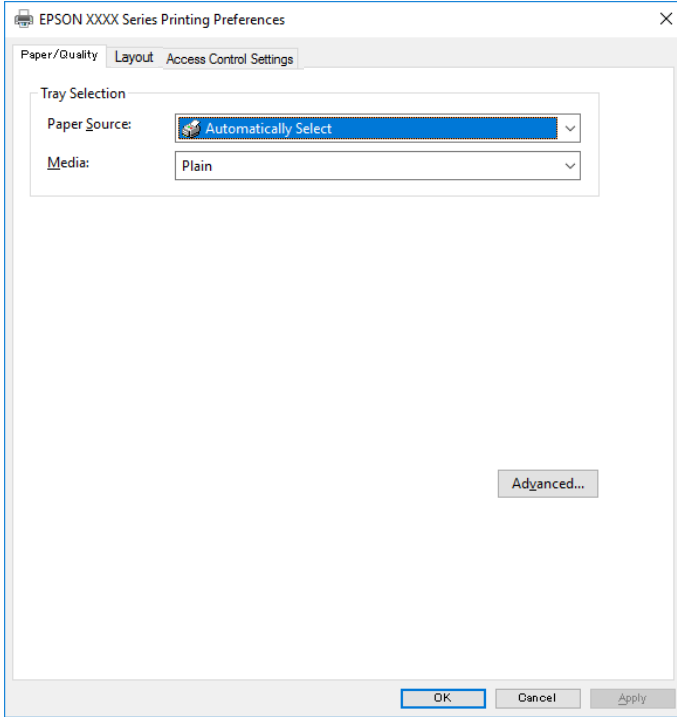 EPSON XXXX Series Printing Preferences
Paper/Quality Layout Access Control Settings
Tray Selection
Paper Source: Automatically Select
Media: Plain
Advanced...
OK Cancel Apply